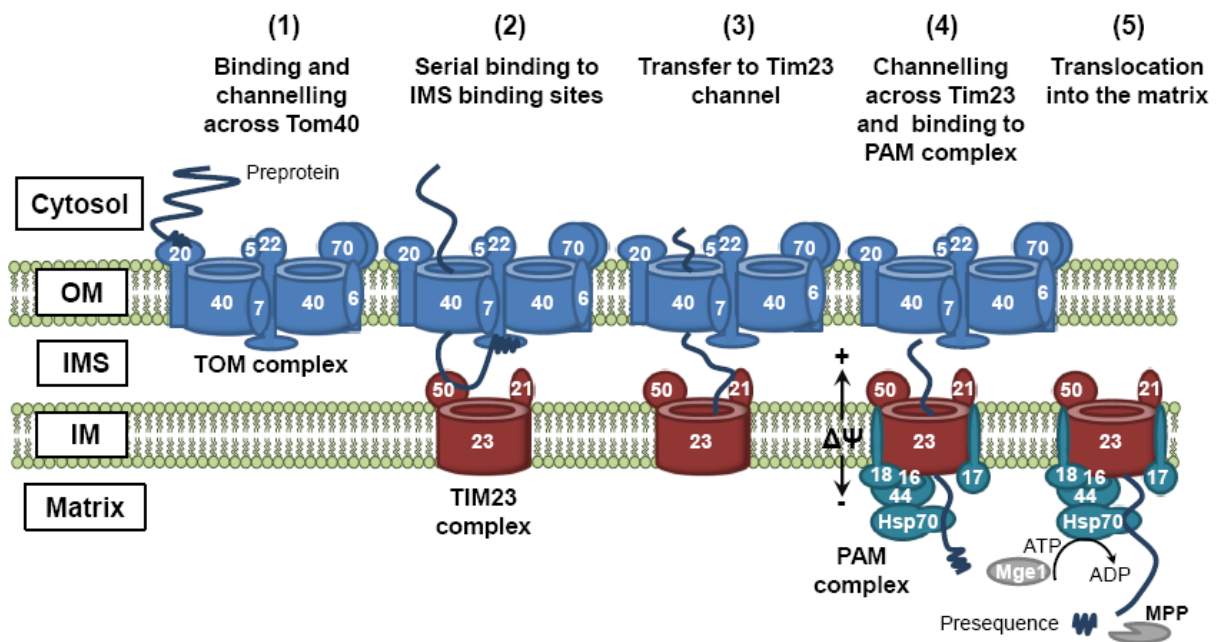 (1)
Binding and
channelling
across Tom40
(2)
Serial binding to
IMS binding sites
(3)
Transfer to Tim23
channel
(4)
Channelling
across Tim23
and binding to
PAM complex
(5)
Translocation
into the matrix
Cytosol
Preprotein
OM
IMS
IM
Matrix
20 5 22 70
40 7 40 6
TOM complex
20 5 22 70
40 7 40 6
50 21
23
TIM23
complex
20 5 22 70
40 7 40 6
50 21
23
20 5 22 70
40 7 40 6
+
ΔΨ
-
50 21
23
18 16 17
44
Hsp70
PAM
complex
50 21
23
18 16 17
44
Hsp70
ATP
Mge1
ADP
Presequence
MPP